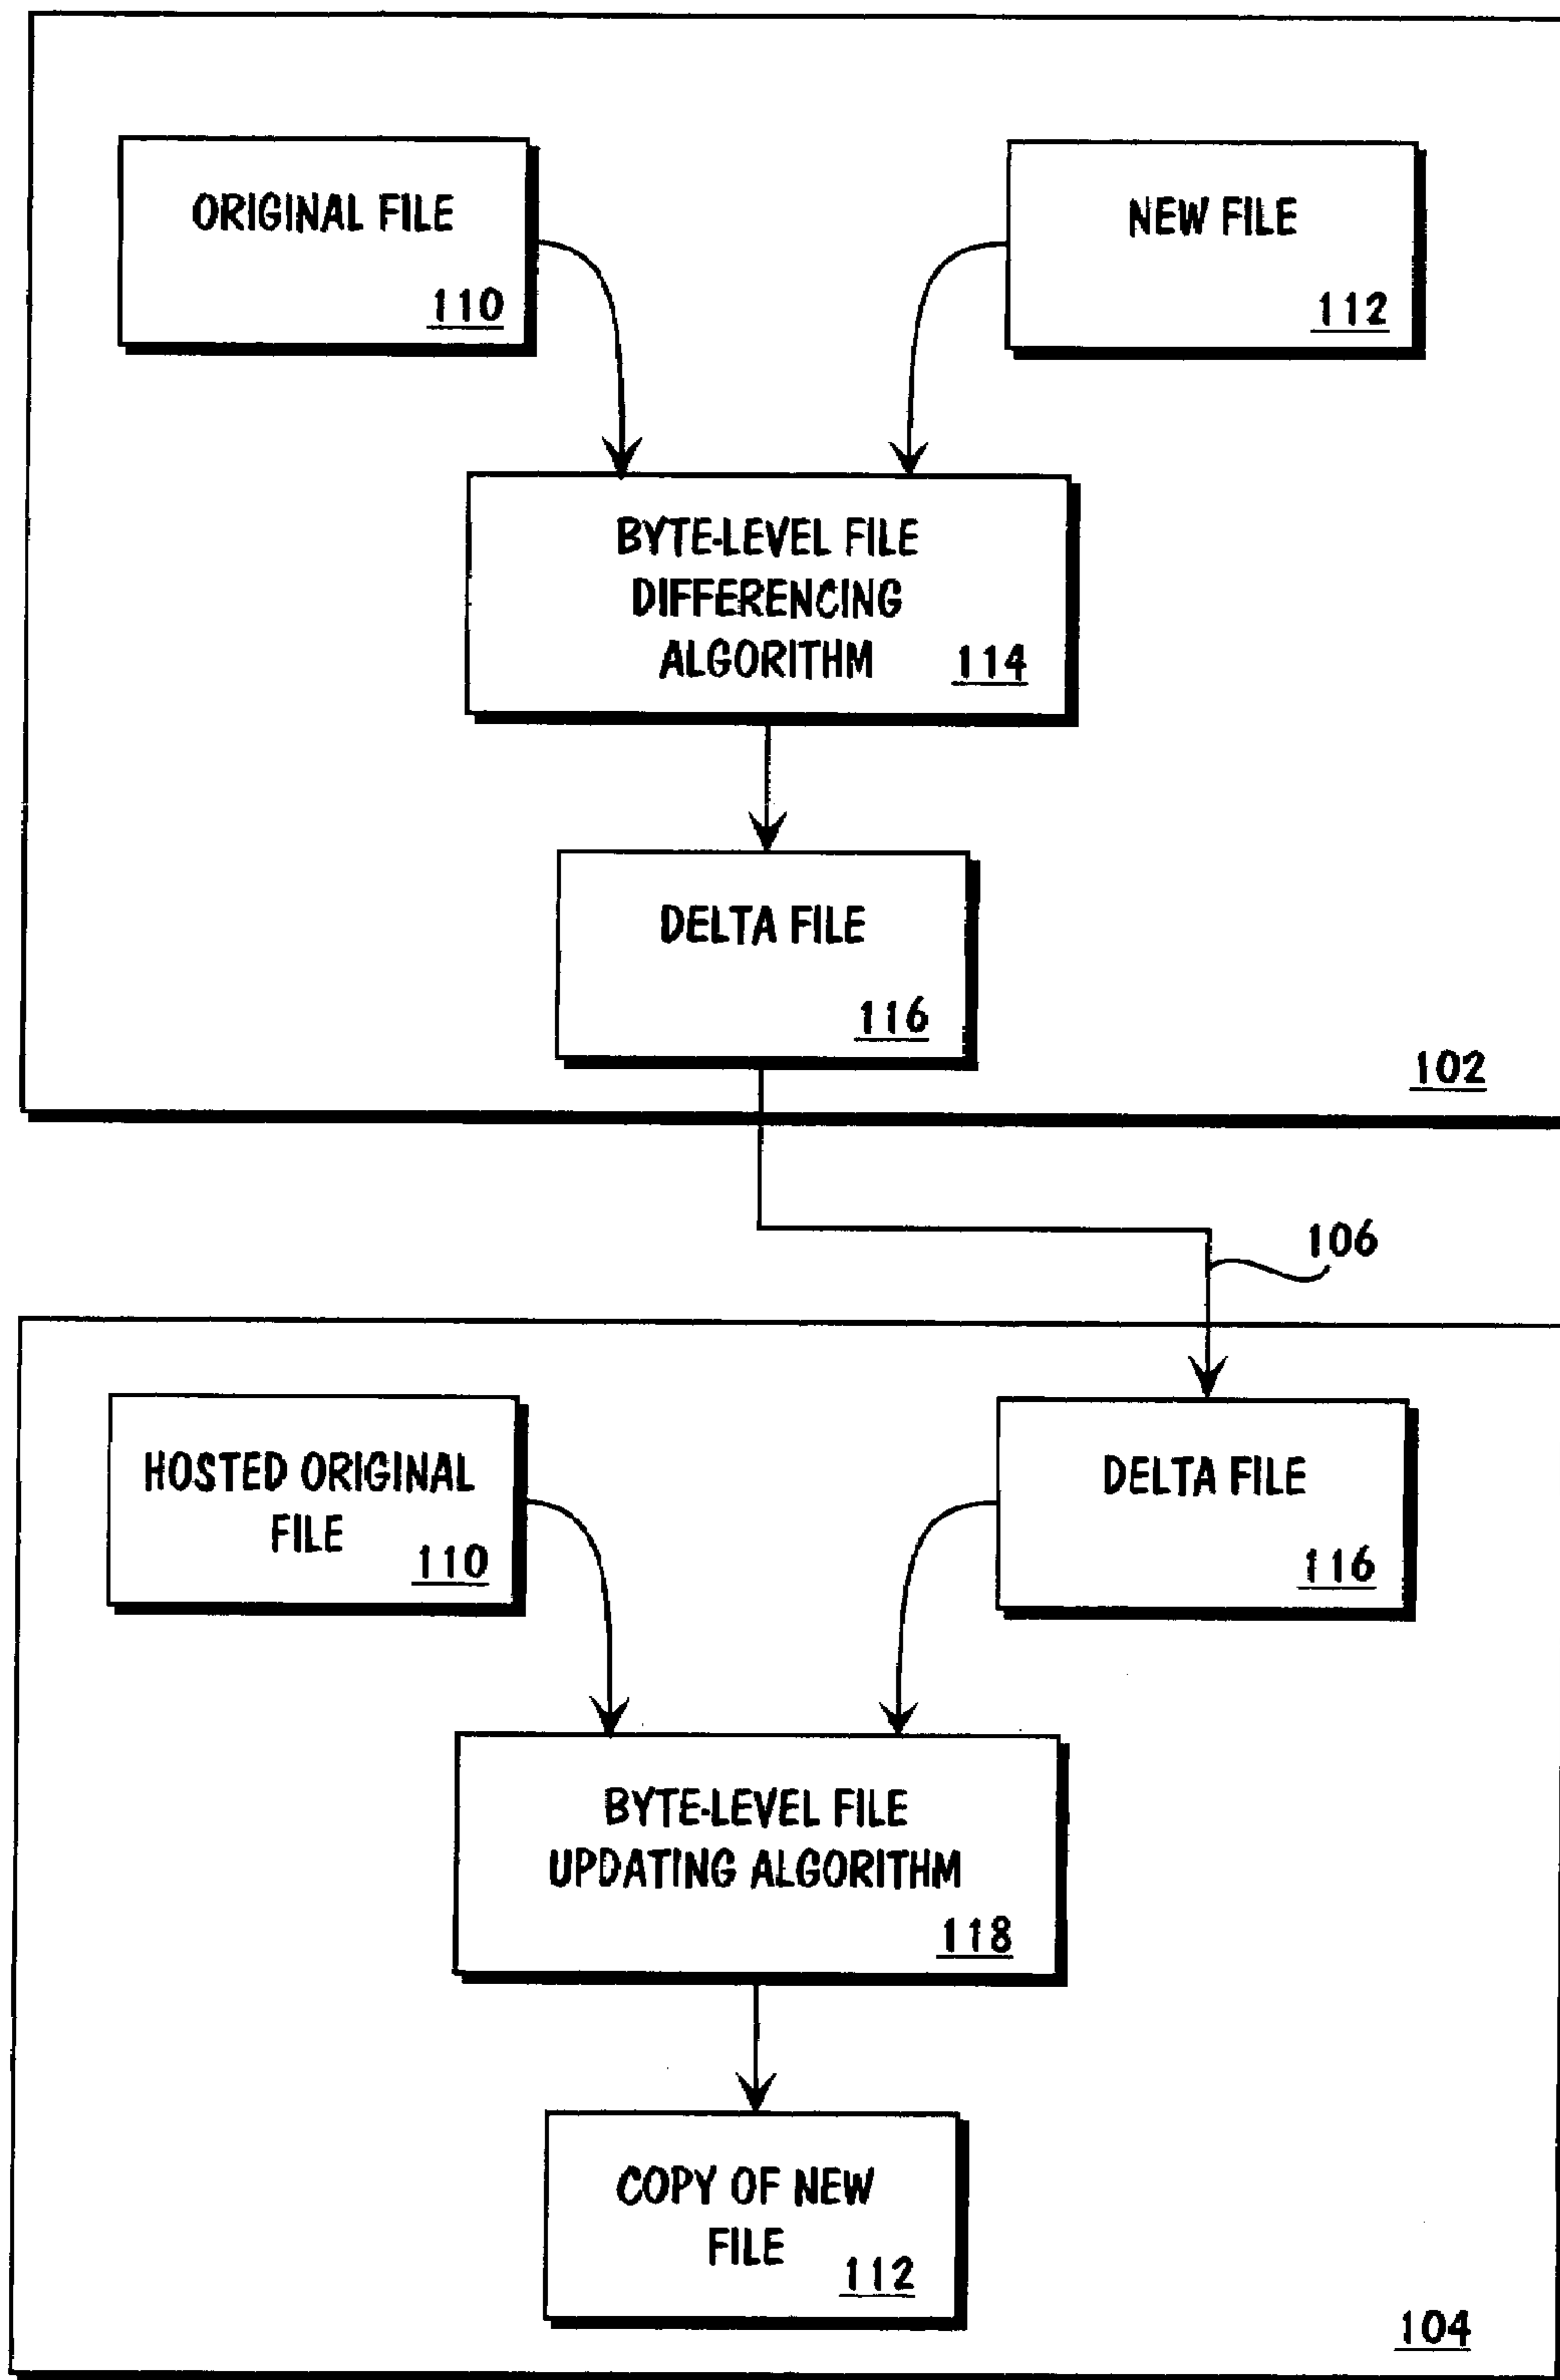 ORIGINAL FILE
110
NEW FILE
112
BYTE-LEVEL FILE
DIFFERENCING
ALGORITHM 114
DELTA FILE
116
102
106
HOSTED ORIGINAL
FILE 110
DELTA FILE
116
BYTE-LEVEL FILE
UPDATING ALGORITHM
118
COPY OF NEW
FILE 112
104